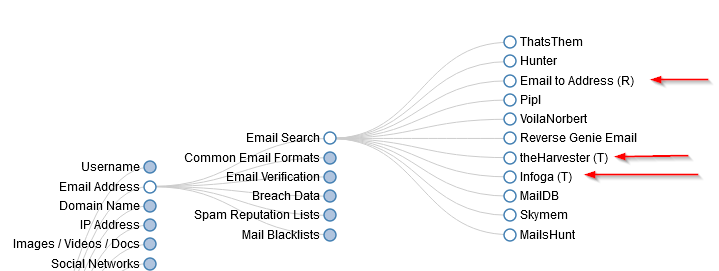 ThatsThem
Hunter
Email to Address (R)
Pipl
VoilaNorbert
Email Search
Reverse Genie Email
Common Email Formats
theHarvester (T)
Username
Email Verification
Infoga (T)
Email Address
Breach Data
MailDB
Domain Name
Spam Reputation Lists
Skymem
IP Address
Mail Blacklists
MailsHunt
Images / Videos / Docs
Social Networks